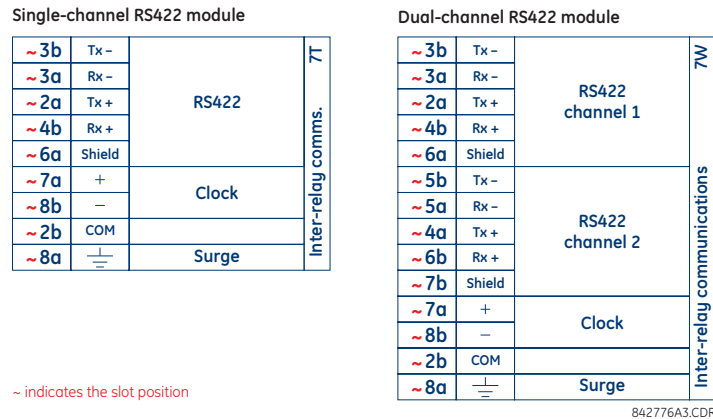 Single-channel RS422 module
~3b Tx–
~3a Rx–
~2a Tx+
~4b Rx+
~6a Shield
RS422
~7a +
~8b –
Clock
~2b COM
~8a
Surge
7T
Inter-relay comms.
~ indicates the slot position
Dual-channel RS422 module
~3b Tx–
~3a Rx–
~2a Tx+
~4b Rx+
~6a Shield
RS422
channel 1
~5b Tx–
~5a Rx–
~4a Tx+
~6b Rx+
~7b Shield
RS422
channel 2
~7a +
~8b –
Clock
~2b COM
~8a
Surge
7W
Inter-relay communications
842776A3.CDR